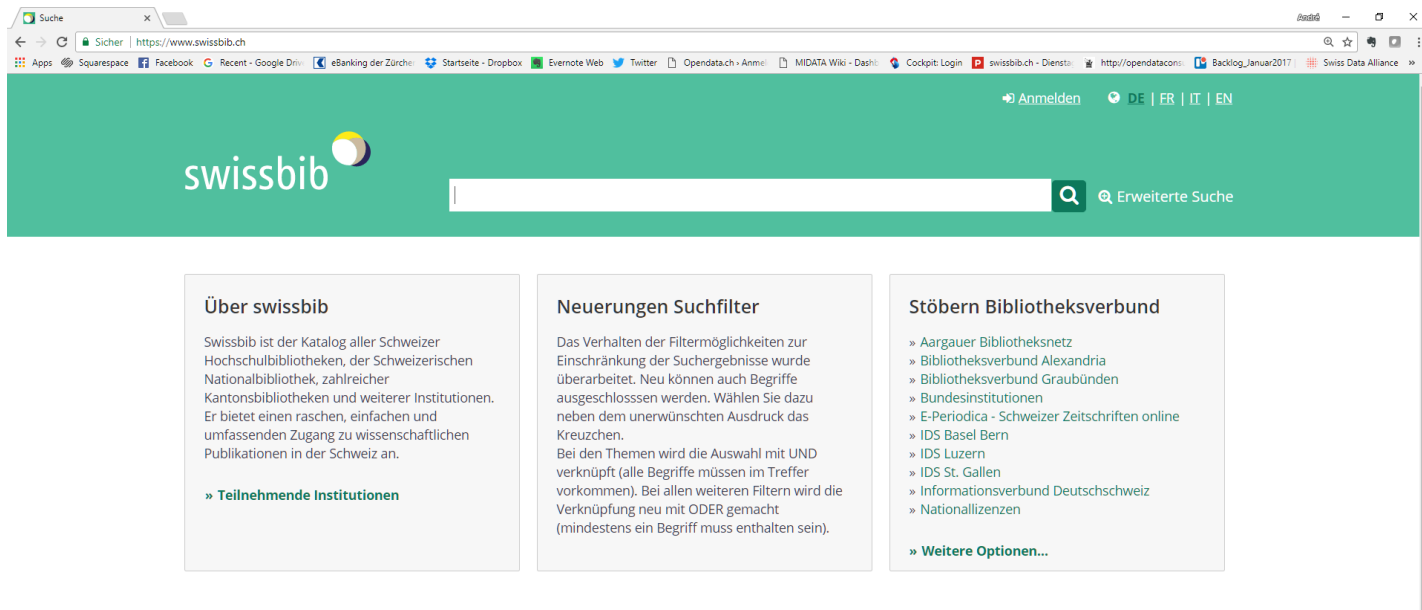 Suche
André
Sicher | https://www.swissbib.ch
Apps Squarespace Facebook Recent - Google Driv eBanking der Zürcher Startseite - Dropbox Evernote Web Twitter Opendata.ch › Anmel MIDATA Wiki - Dashb Cockpit: Login swissbib.ch - Dienstag http://opendatacons Backlog_Januar2017 | Swiss Data Alliance »
Anmelden DE | FR | IT | EN
swissbib
Erweiterte Suche
Über swissbib
Swissbib ist der Katalog aller Schweizer
Hochschulbibliotheken, der Schweizerischen
Nationalbibliothek, zahlreicher
Kantonsbibliotheken und weiterer Institutionen.
Er bietet einen raschen, einfachen und
umfassenden Zugang zu wissenschaftlichen
Publikationen in der Schweiz an.
» Teilnehmende Institutionen
Neuerungen Suchfilter
Das Verhalten der Filtermöglichkeiten zur
Einschränkung der Suchergebnisse wurde
überarbeitet. Neu können auch Begriffe
ausgeschlosssen werden. Wählen Sie dazu
neben dem unerwünschten Ausdruck das
Kreuzchen.
Bei den Themen wird die Auswahl mit UND
verknüpft (alle Begriffe müssen im Treffer
vorkommen). Bei allen weiteren Filtern wird die
Verknüpfung neu mit ODER gemacht
(mindestens ein Begriff muss enthalten sein).
Stöbern Bibliotheksverbund
» Aargauer Bibliotheksnetz
» Bibliotheksverbund Alexandria
» Bibliotheksverbund Graubünden
» Bundesinstitutionen
» E-Periodica - Schweizer Zeitschriften online
» IDS Basel Bern
» IDS Luzern
» IDS St. Gallen
» Informationsverbund Deutschschweiz
» Nationallizenzen
» Weitere Optionen...